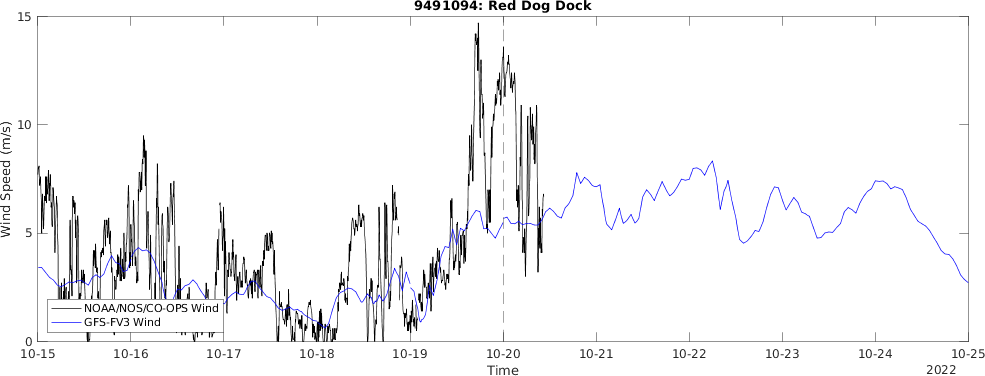 9491094: Red Dog Dock
15
10
5
0
Wind Speed (m/s)
NOAA/NOS/CO-OPS Wind
GFS-FV3 Wind
10-15 10-16 10-17 10-18 10-19 10-20 10-21 10-22 10-23 10-24 10-25
Time
2022